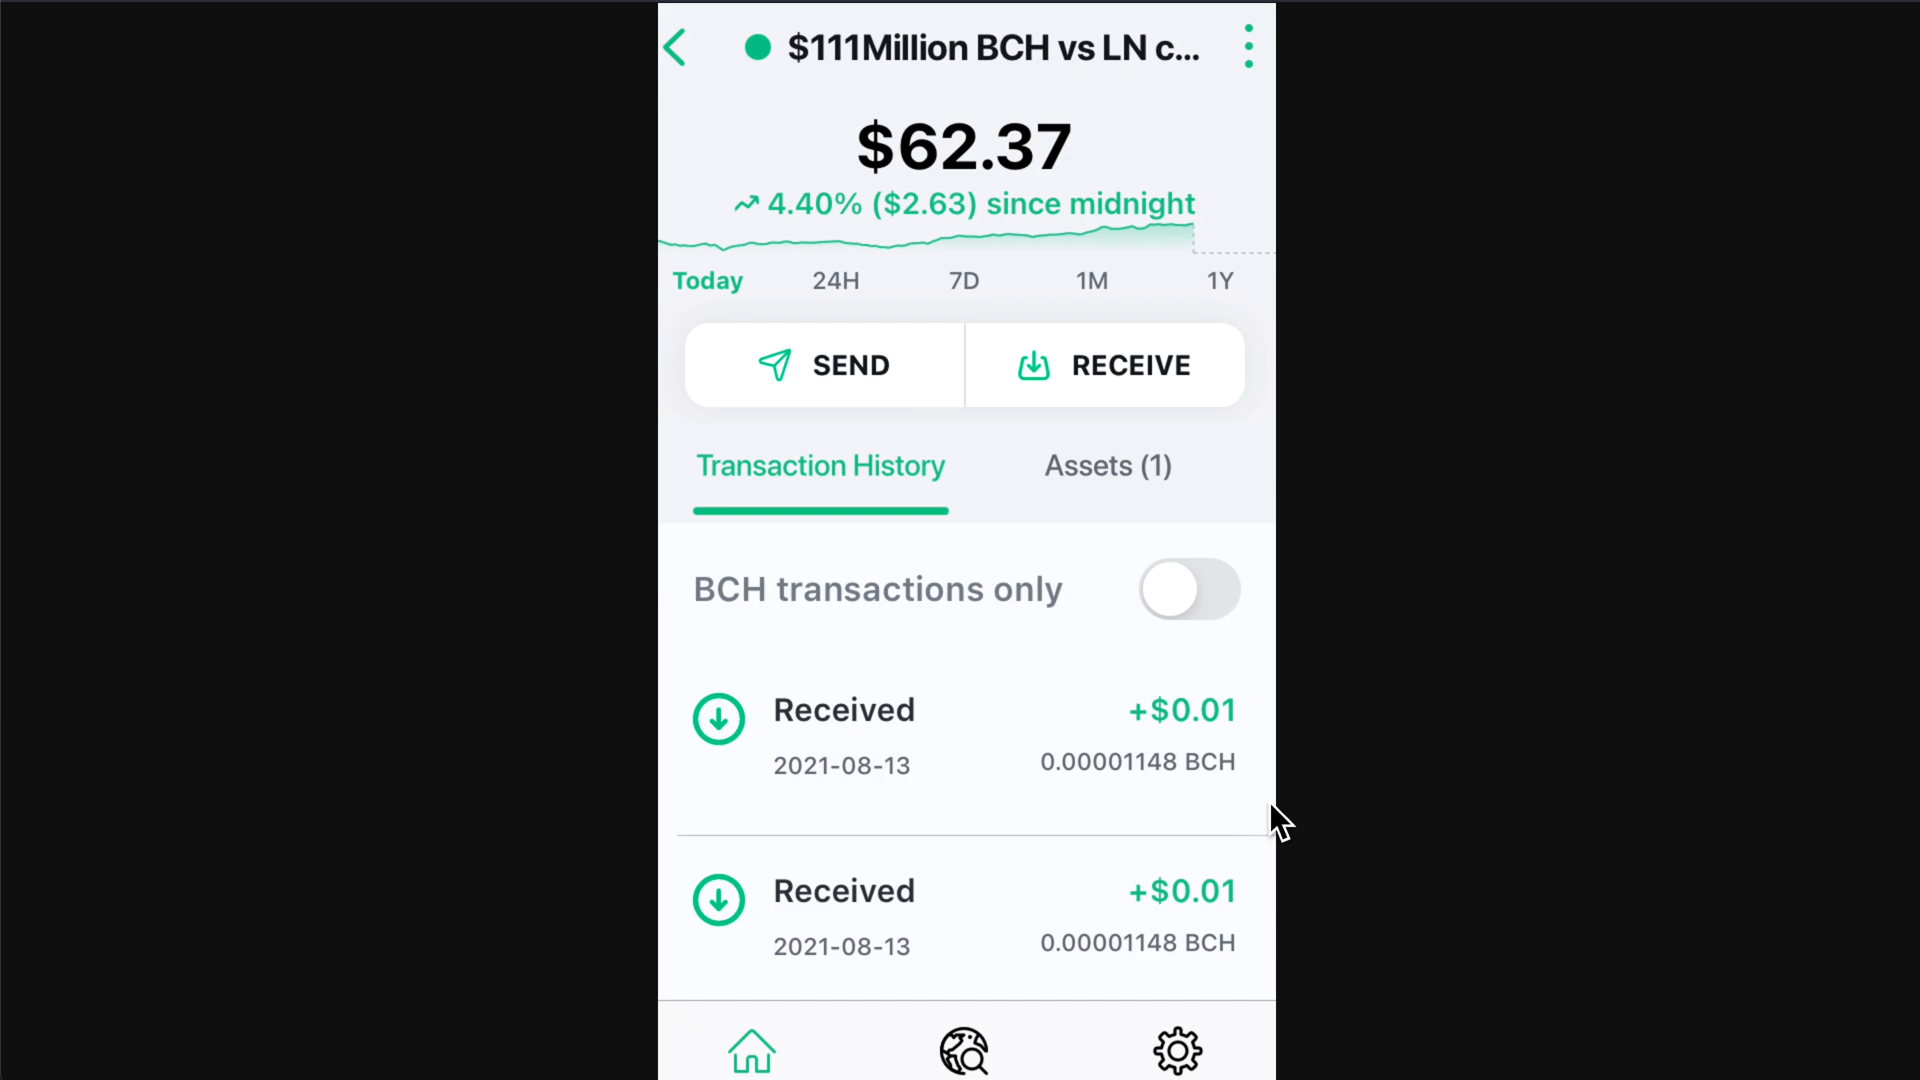 $111Million BCH vs LN c...
$62.37
4.40% ($2.63) since midnight
Today 24H 7D 1M 1Y
SEND RECEIVE
Transaction History Assets (1)
BCH transactions only
Received +$0.01
2021-08-13 0.00001148 BCH
Received +$0.01
2021-08-13 0.00001148 BCH